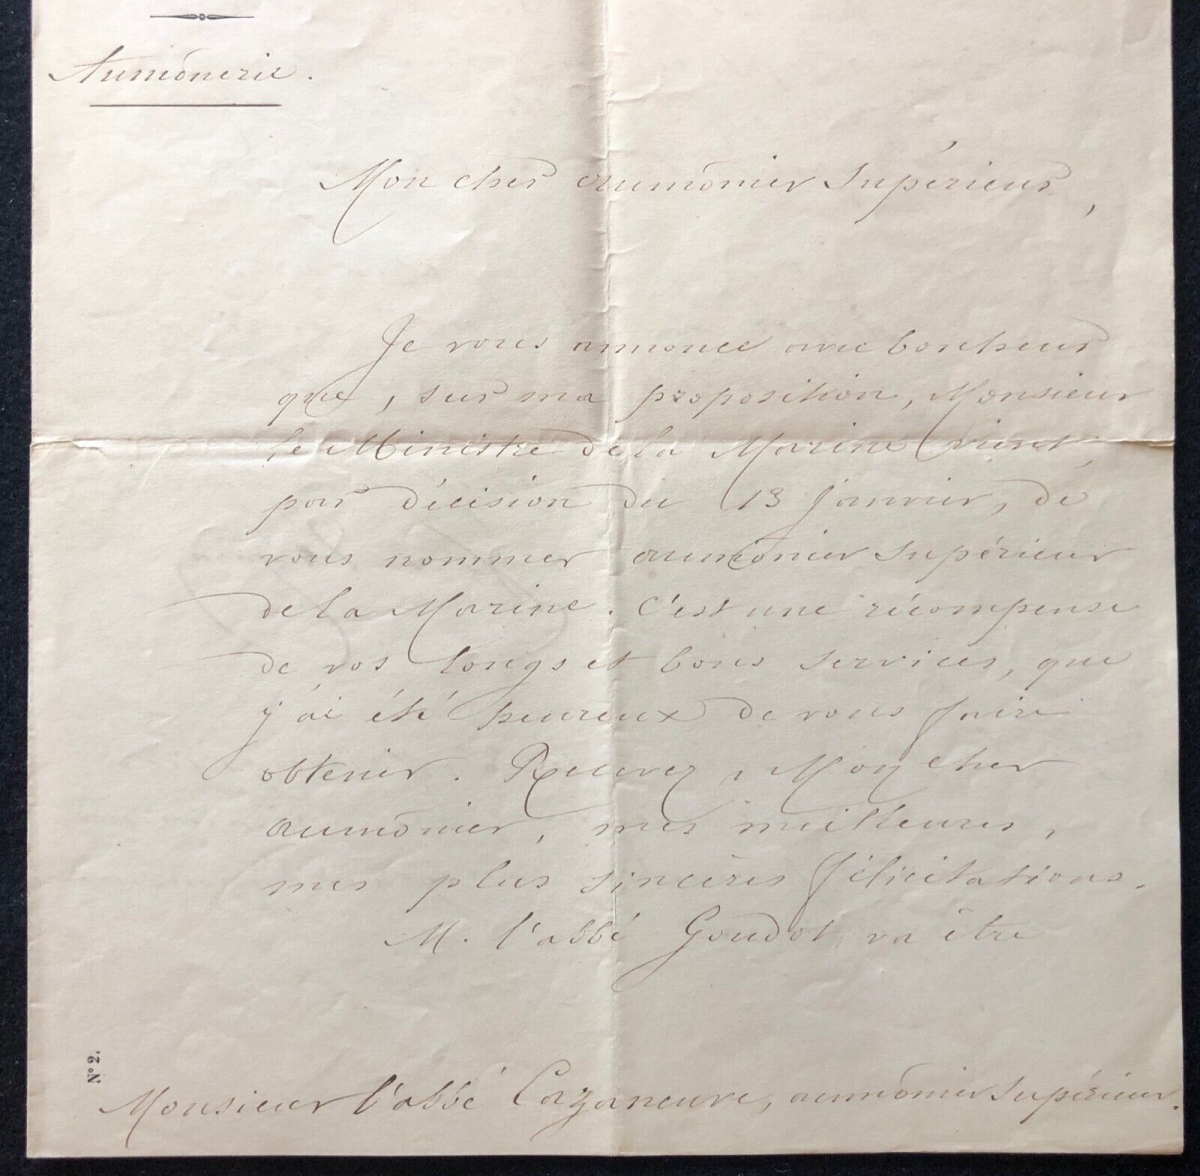 Aumônerie.
Mon cher aumônier Supérieur,
Je vous annonce avec bonheur
que, sur ma proposition, Monsieur
le Ministre de la Marine vient,
par décision du 13 janvier, de
vous nommer aumônier Supérieur
de la Marine. C'est une récompense
de vos longs et bons services, que
j'ai été heureux de vous faire
obtenir. Recevez, Mon cher
aumônier, mes meilleures,
mes plus sincères félicitations.
M. l'abbé Goudot, va être
N° 2.
Monsieur l'abbé Cazaneuve, aumônier Supérieur.